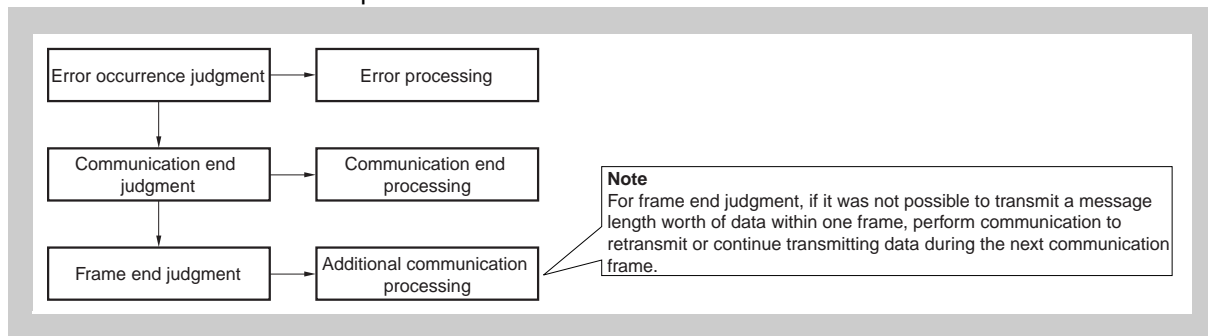 Error occurrence judgment
Error processing
Communication end
judgment
Communication end
processing
Frame end judgment
Additional communication
processing
Note
For frame end judgment, if it was not possible to transmit a message
length worth of data within one frame, perform communication to
retransmit or continue transmitting data during the next communication
frame.